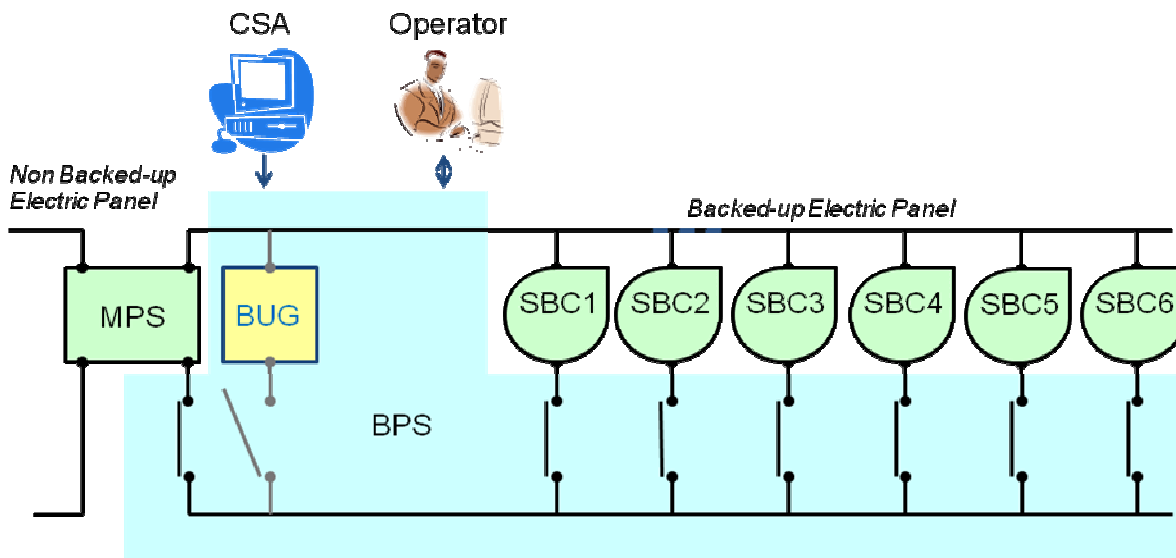 CSA
Operator
Non Backed-up
Electric Panel
Backed-up Electric Panel
MPS
BUG
SBC1
SBC2
SBC3
SBC4
SBC5
SBC6
BPS